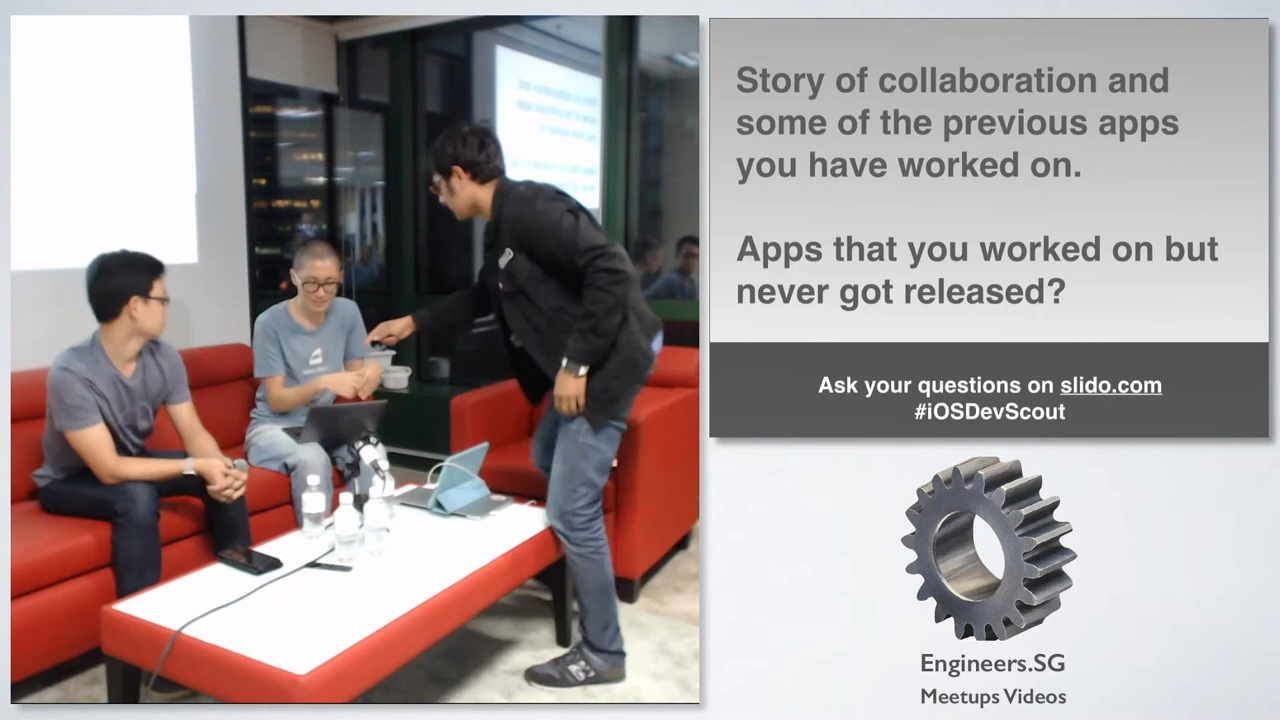 Story of collaboration and
some of the previous apps
you have worked on.
Apps that you worked on but
never got released?
Ask your questions on slido.com
#iOSDevScout
Engineers.SG
Meetups Videos